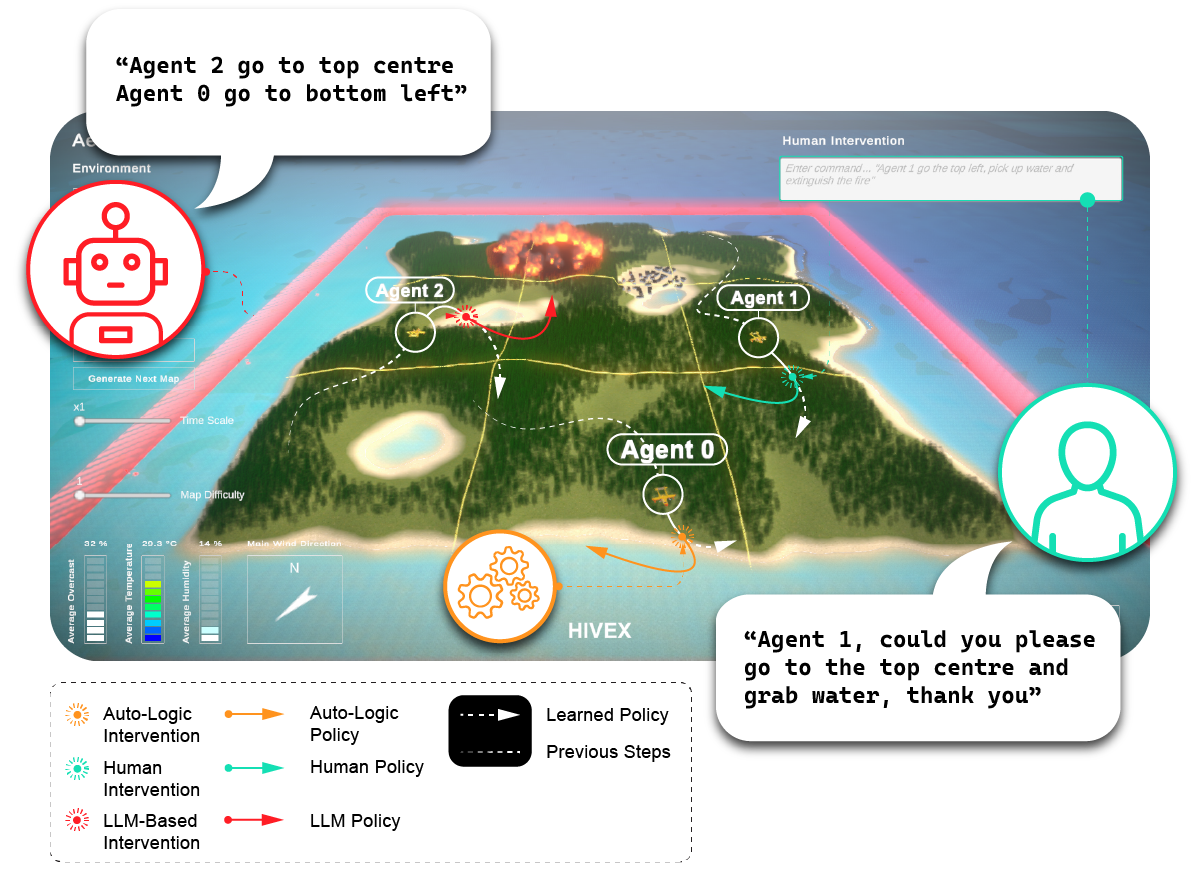 “Agent 2 go to top centre
Agent 0 go to bottom left”
Environment
Human Intervention
Enter command... "Agent 1 go the top left, pick up water and
extinguish the fire"
Agent 2
Agent 1
Generate Next Map
x1
Time Scale
Agent 0
1
Map Difficulty
32 %
29.3 °C
14 %
Main Wind Direction
Average Overcast
Average Temperature
Average Humidity
N
HIVEX
“Agent 1, could you please
go to the top centre and
grab water, thank you”
Auto-Logic
Intervention
Auto-Logic
Policy
Learned Policy
Previous Steps
Human
Intervention
Human Policy
LLM-Based
Intervention
LLM Policy